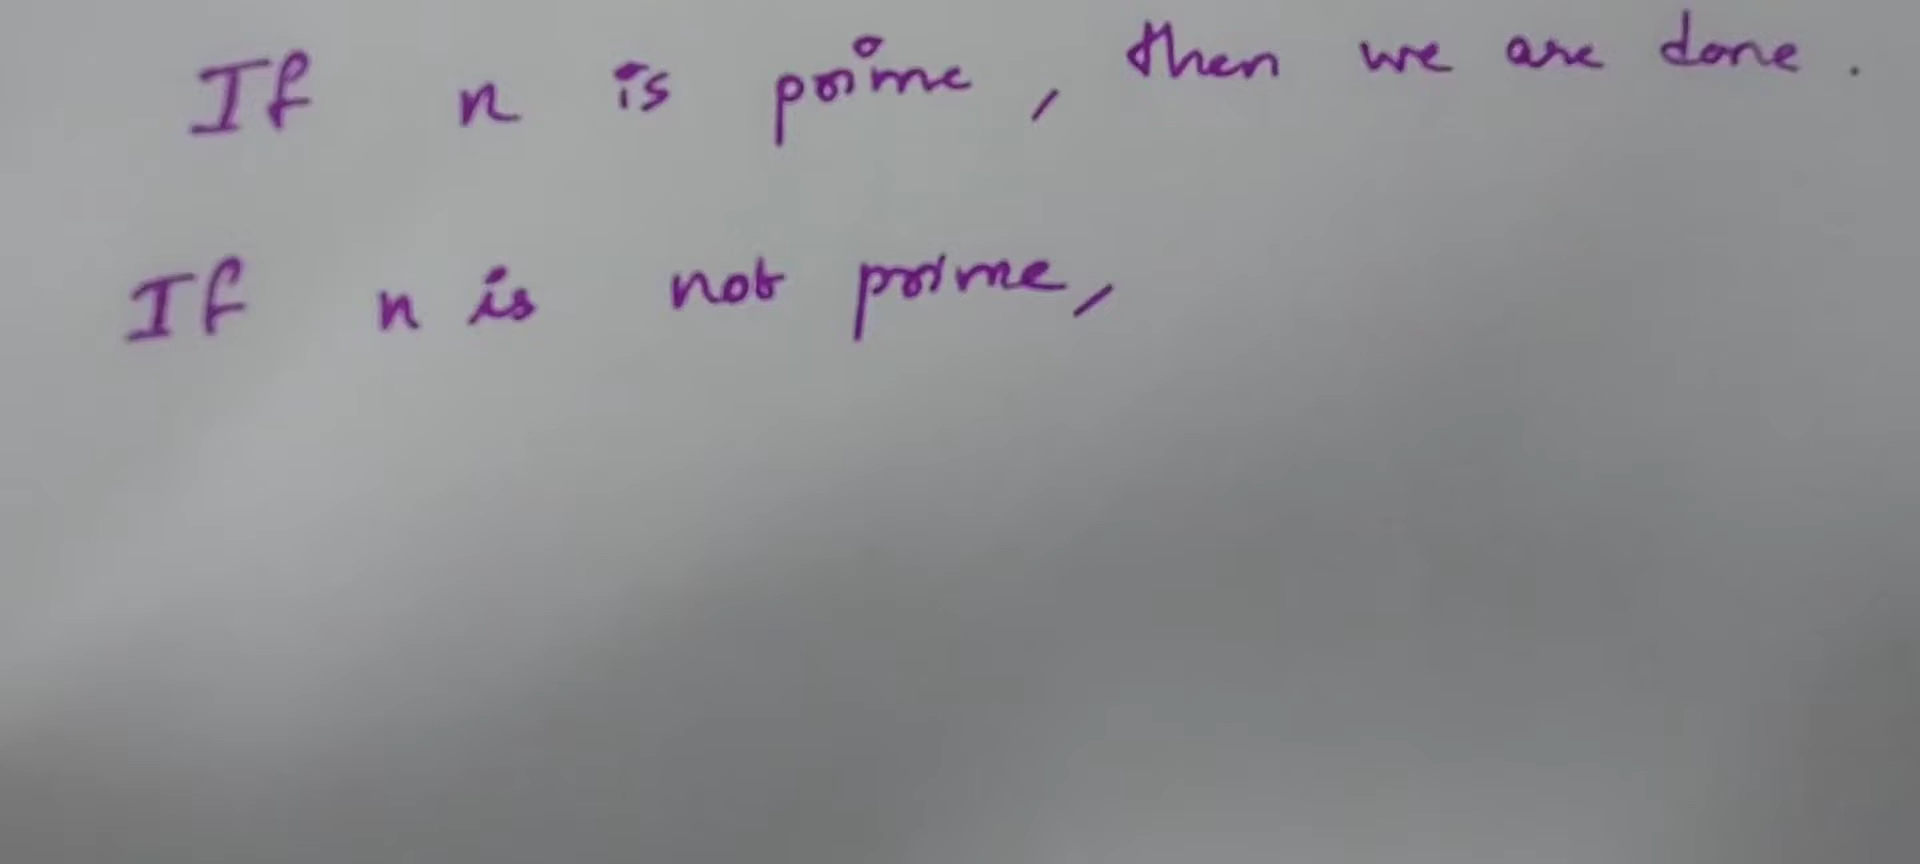 If n is prime, then we are done.
If n is not prime,